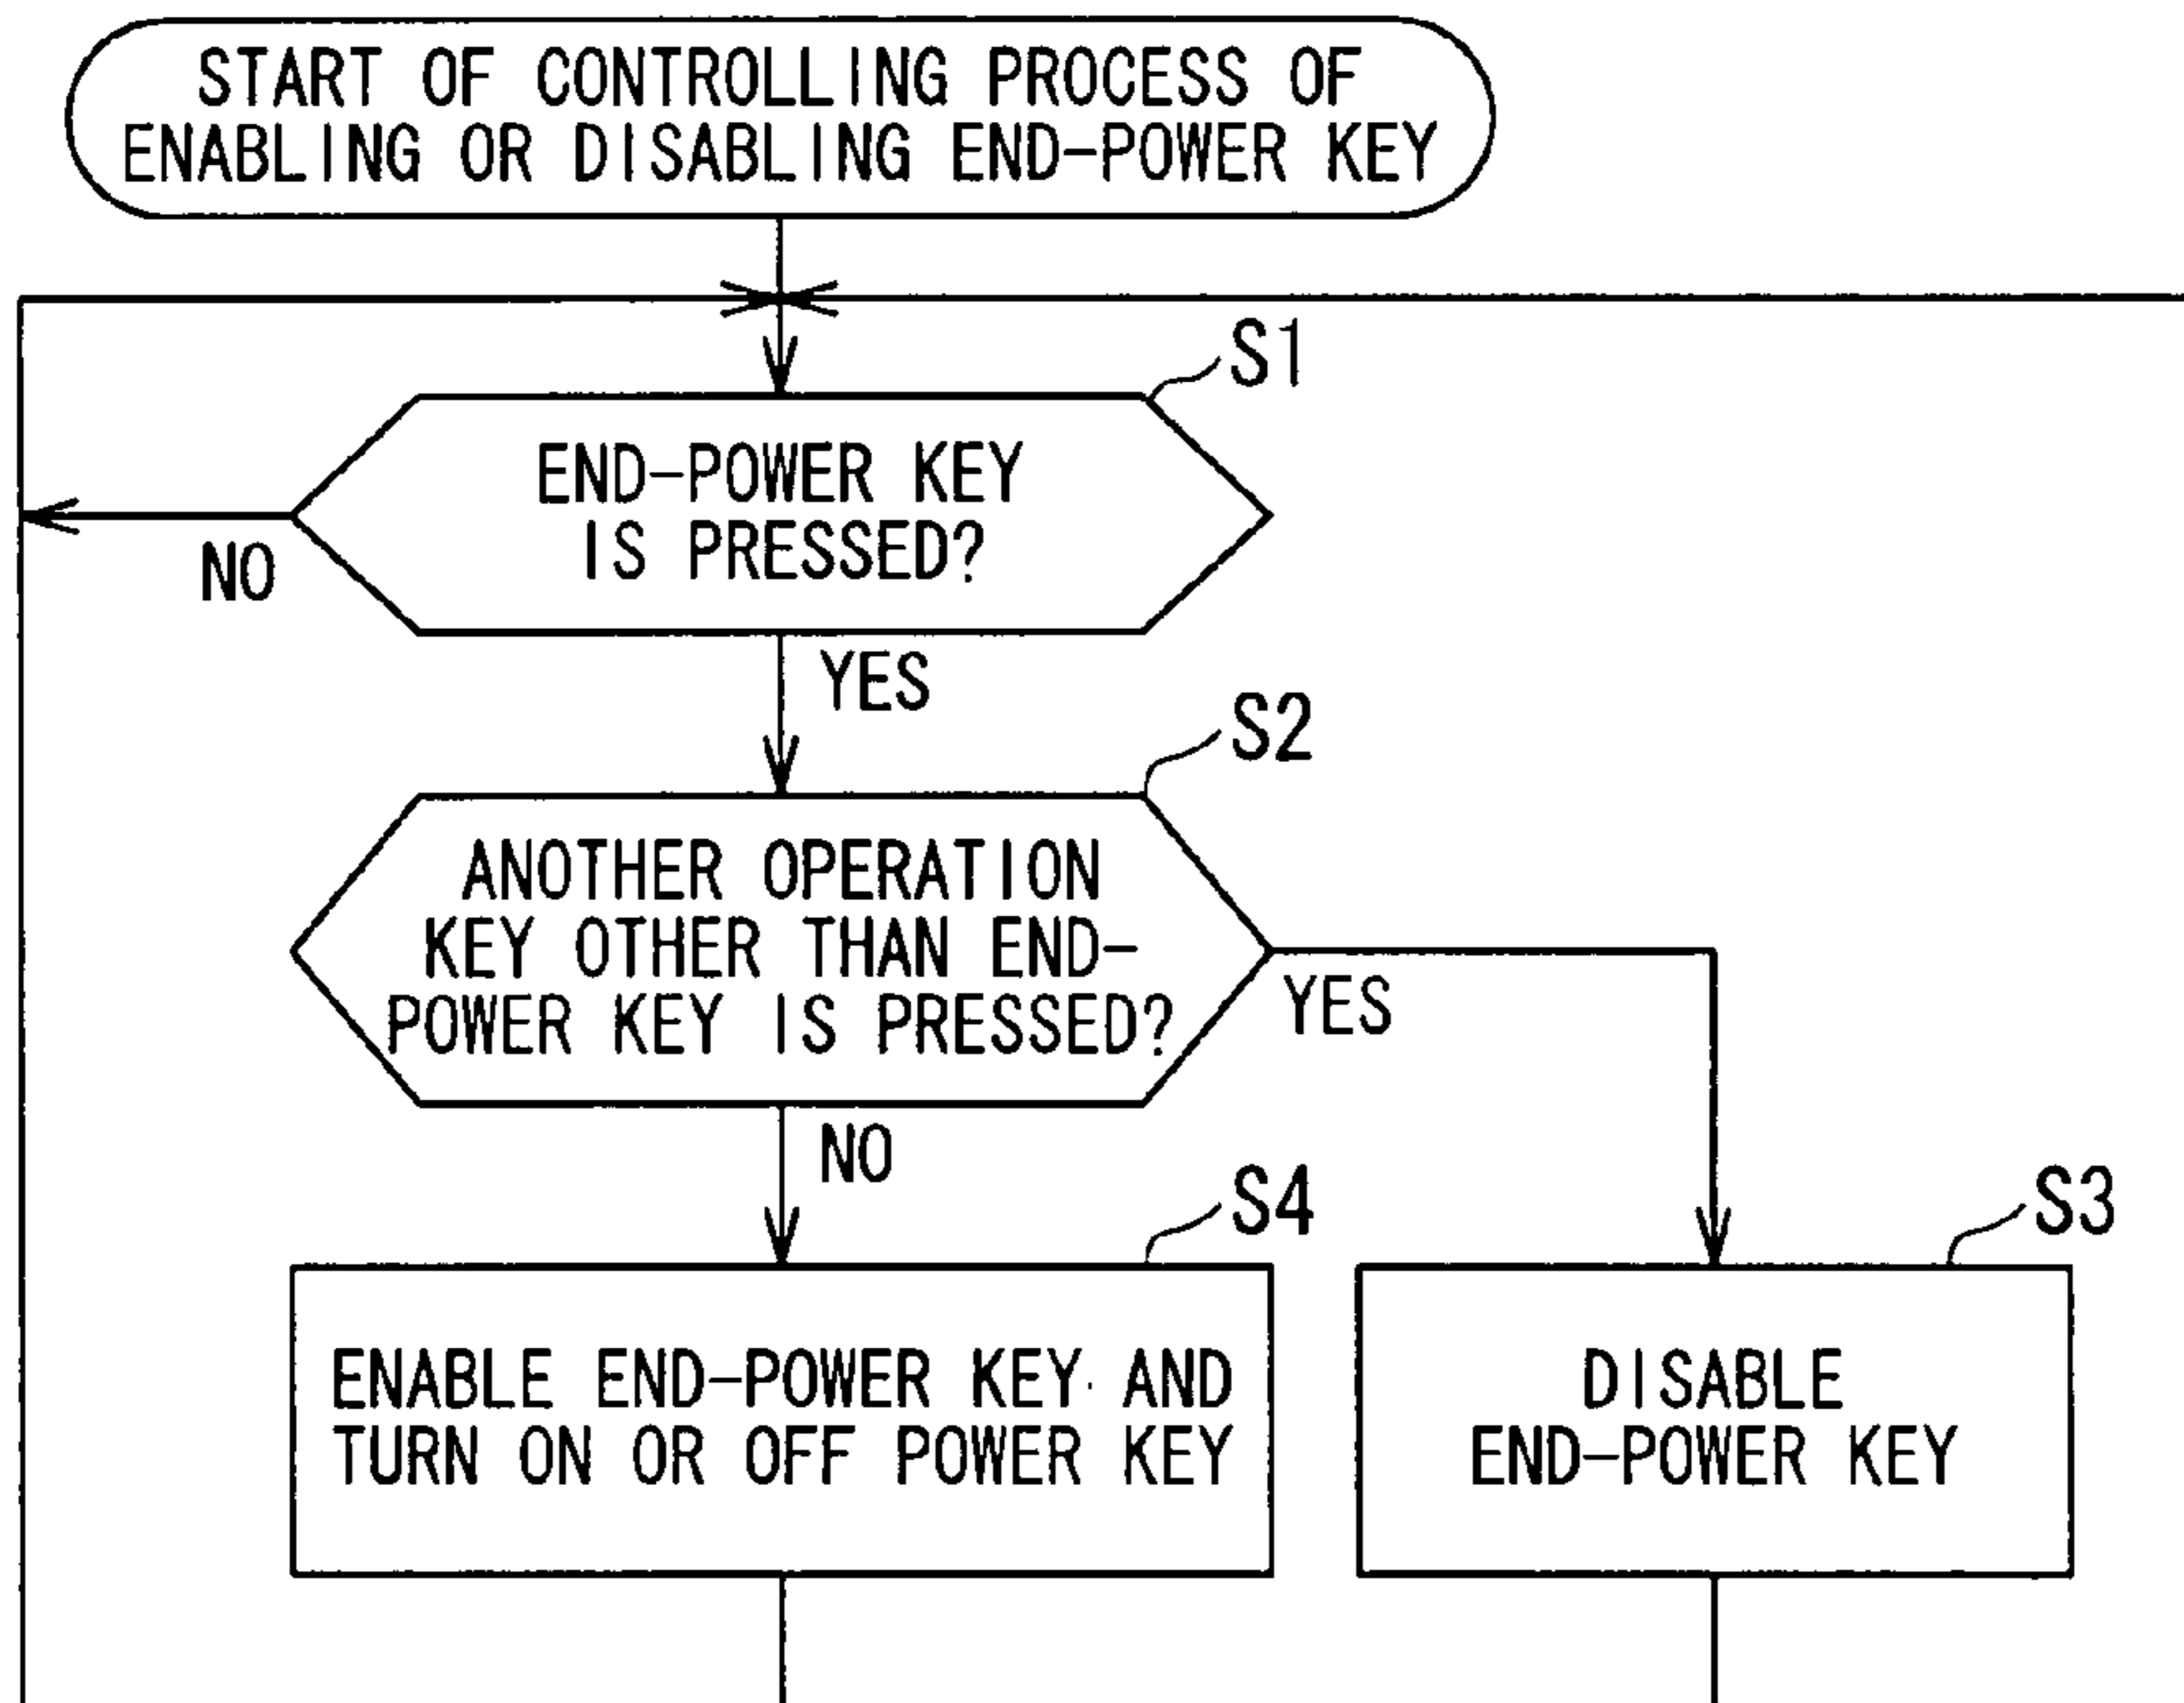 START OF CONTROLLING PROCESS OF
ENABLING OR DISABLING END-POWER KEY
S1
END-POWER KEY
IS PRESSED?
NO
YES
S2
ANOTHER OPERATION
KEY OTHER THAN END-
POWER KEY IS PRESSED?
YES
NO
S4
S3
ENABLE END-POWER KEY AND
TURN ON OR OFF POWER KEY
DISABLE
END-POWER KEY